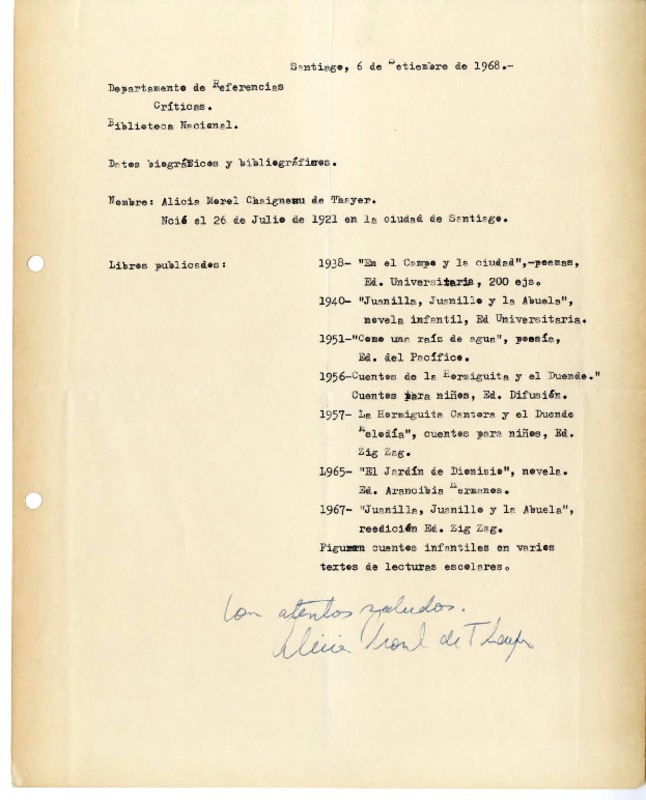 Santiago, 6 de Setiembre de 1968.-
Departamento de Referencias
Críticas.
Biblioteca Nacional.
Datos biográficos y bibliográficos.
Nombre: Alicia Morel Chaigneau de Thayer.
Nció el 26 de Julio de 1921 en la ciudad de Santiago.
Libros publicados: 1938- "En el Campo y la ciudad",-poemas,
Ed. Universitaria, 200 ejs.
1940- "Juanilla, Juanillo y la Abuela",
novela infantil, Ed Universitaria.
1951-"Como una raíz de agua", poesía,
Ed. del Pacífico.
1956-Cuentos de la Hormiguita y el Duende."
Cuentos para niños, Ed. Difusión.
1957- La Hormiguita Cantora y el Duende
Melodía", cuentos para niños, Ed.
Zig Zag.
L965- "El Jardín de Dionisio", novela.
Ed. Arancibia Hermanos.
1967- "Juanilla, Juanillo y la Abuela",
reedición Ed. Zig Zag.
Figuran cuentos infantiles en varios
textos de lecturas escolares.
Con atentos saludos.
Alicia Morel de Thayer